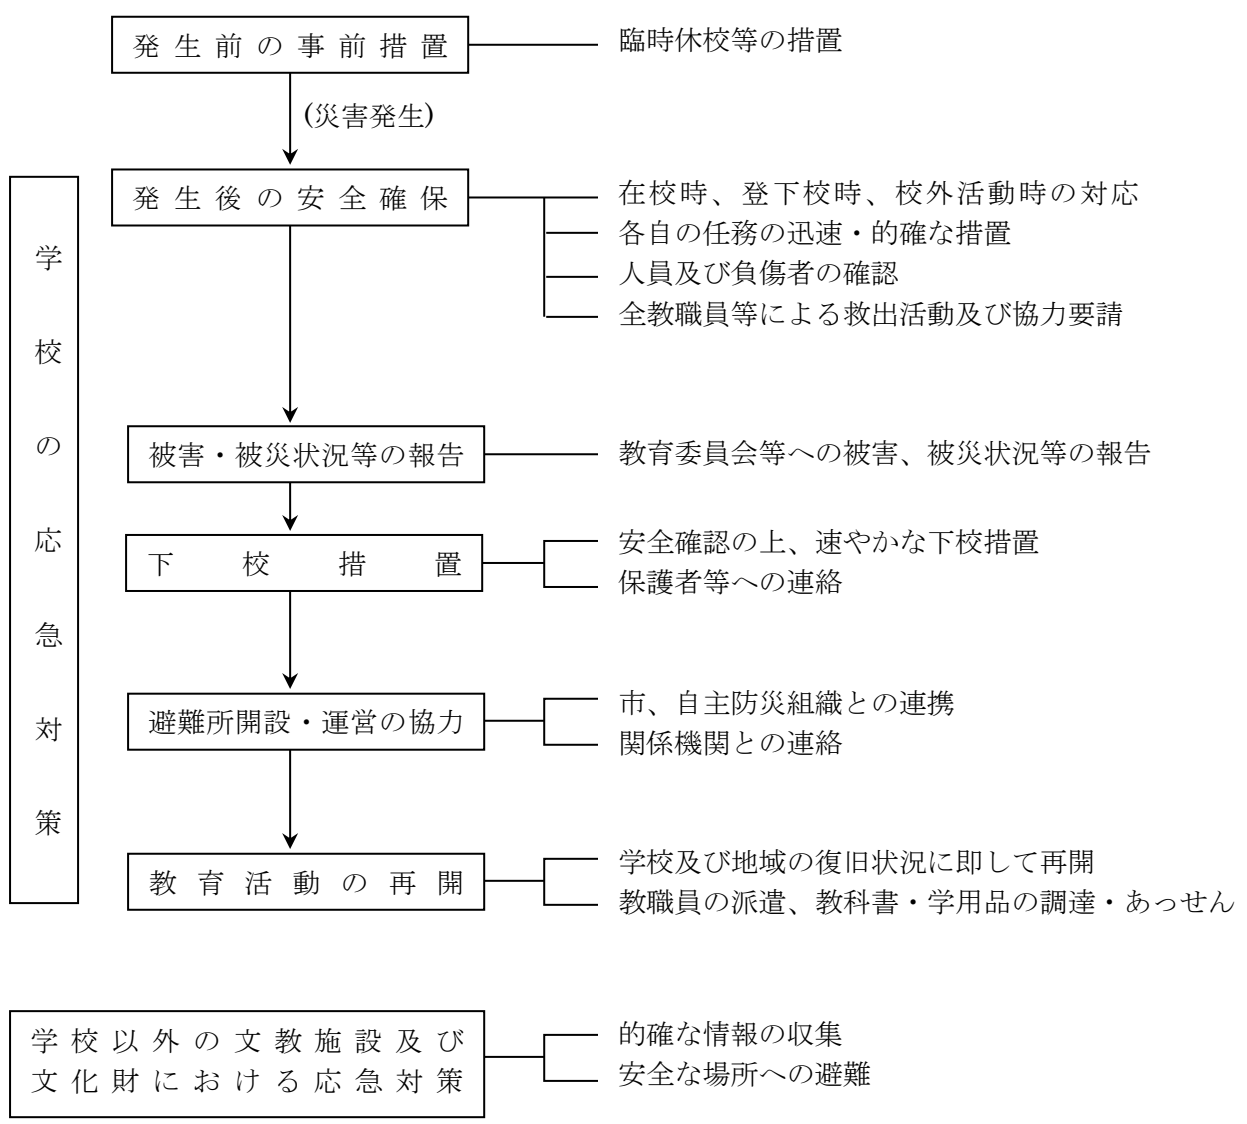 発生前の事前措置
臨時休校等の措置
(災害発生)
学校の応急対策
発生後の安全確保
在校時、登下校時、校外活動時の対応
各自の任務の迅速・的確な措置
人員及び負傷者の確認
全教職員等による救出活動及び協力要請
被害・被災状況等の報告
教育委員会等への被害、被災状況等の報告
下校措置
安全確認の上、速やかな下校措置
保護者等への連絡
避難所開設・運営の協力
市、自主防災組織との連携
関係機関との連絡
教育活動の再開
学校及び地域の復旧状況に即して再開
教職員の派遣、教科書・学用品の調達・あっせん
学校以外の文教施設及び
文化財における応急対策
的確な情報の収集
安全な場所への避難